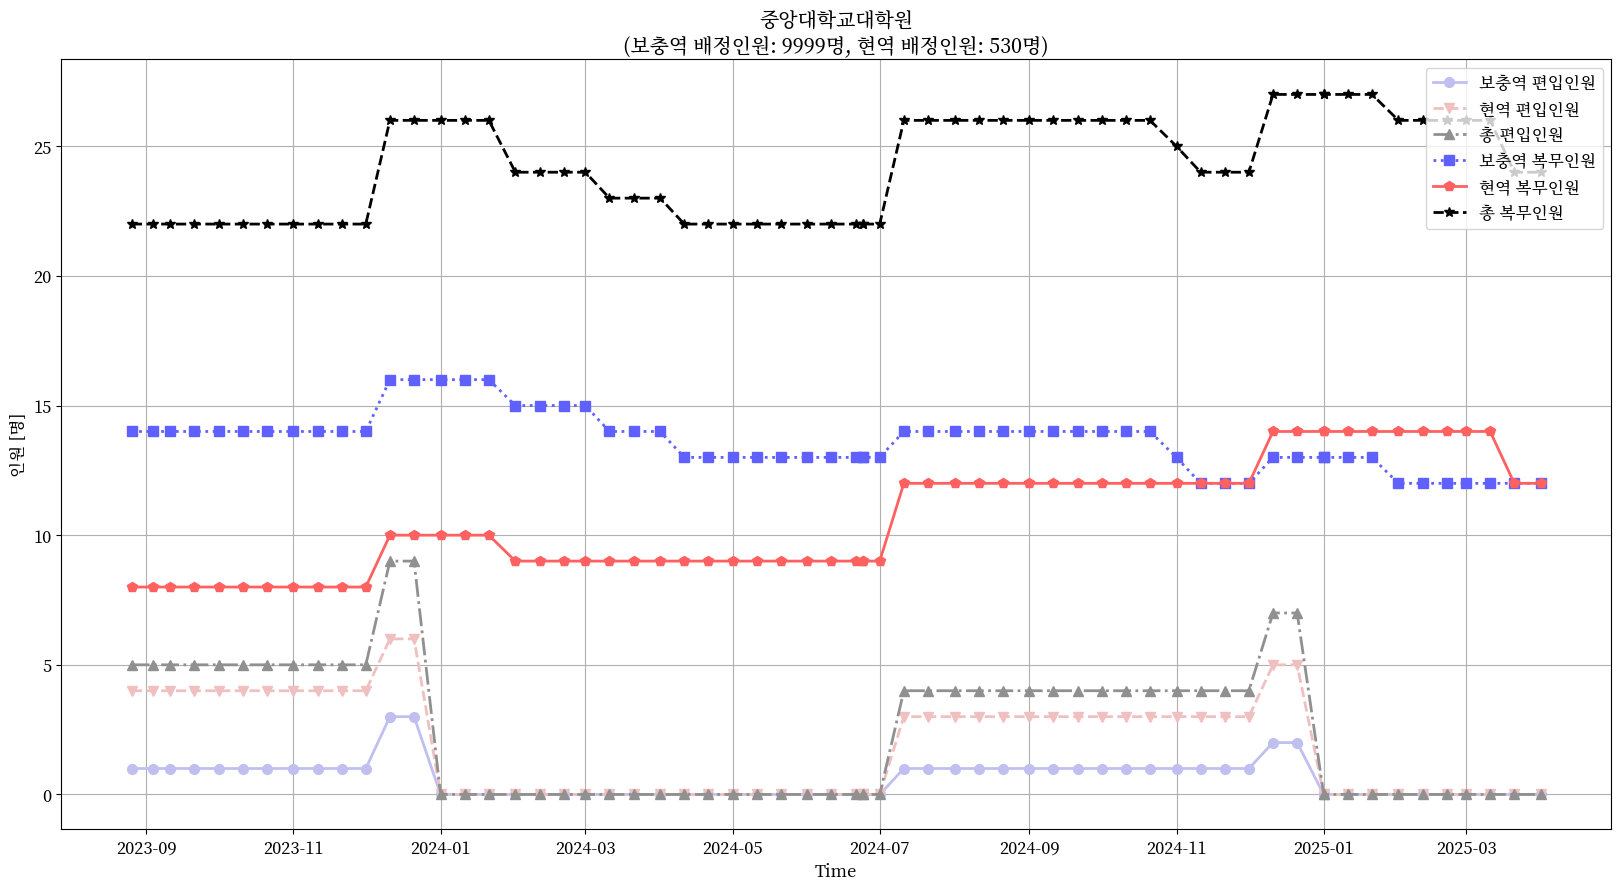 중앙대학교대학원
(보충역 배정인원: 9999명, 현역 배정인원: 530명)
보충역 편입인원
현역 편입인원
총 편입인원
보충역 복무인원
현역 복무인원
총 복무인원
인원 [명]
25
20
15
10
5
0
2023-09
2023-11
2024-01
2024-03
2024-05
2024-07
2024-09
2024-11
2025-01
2025-03
Time